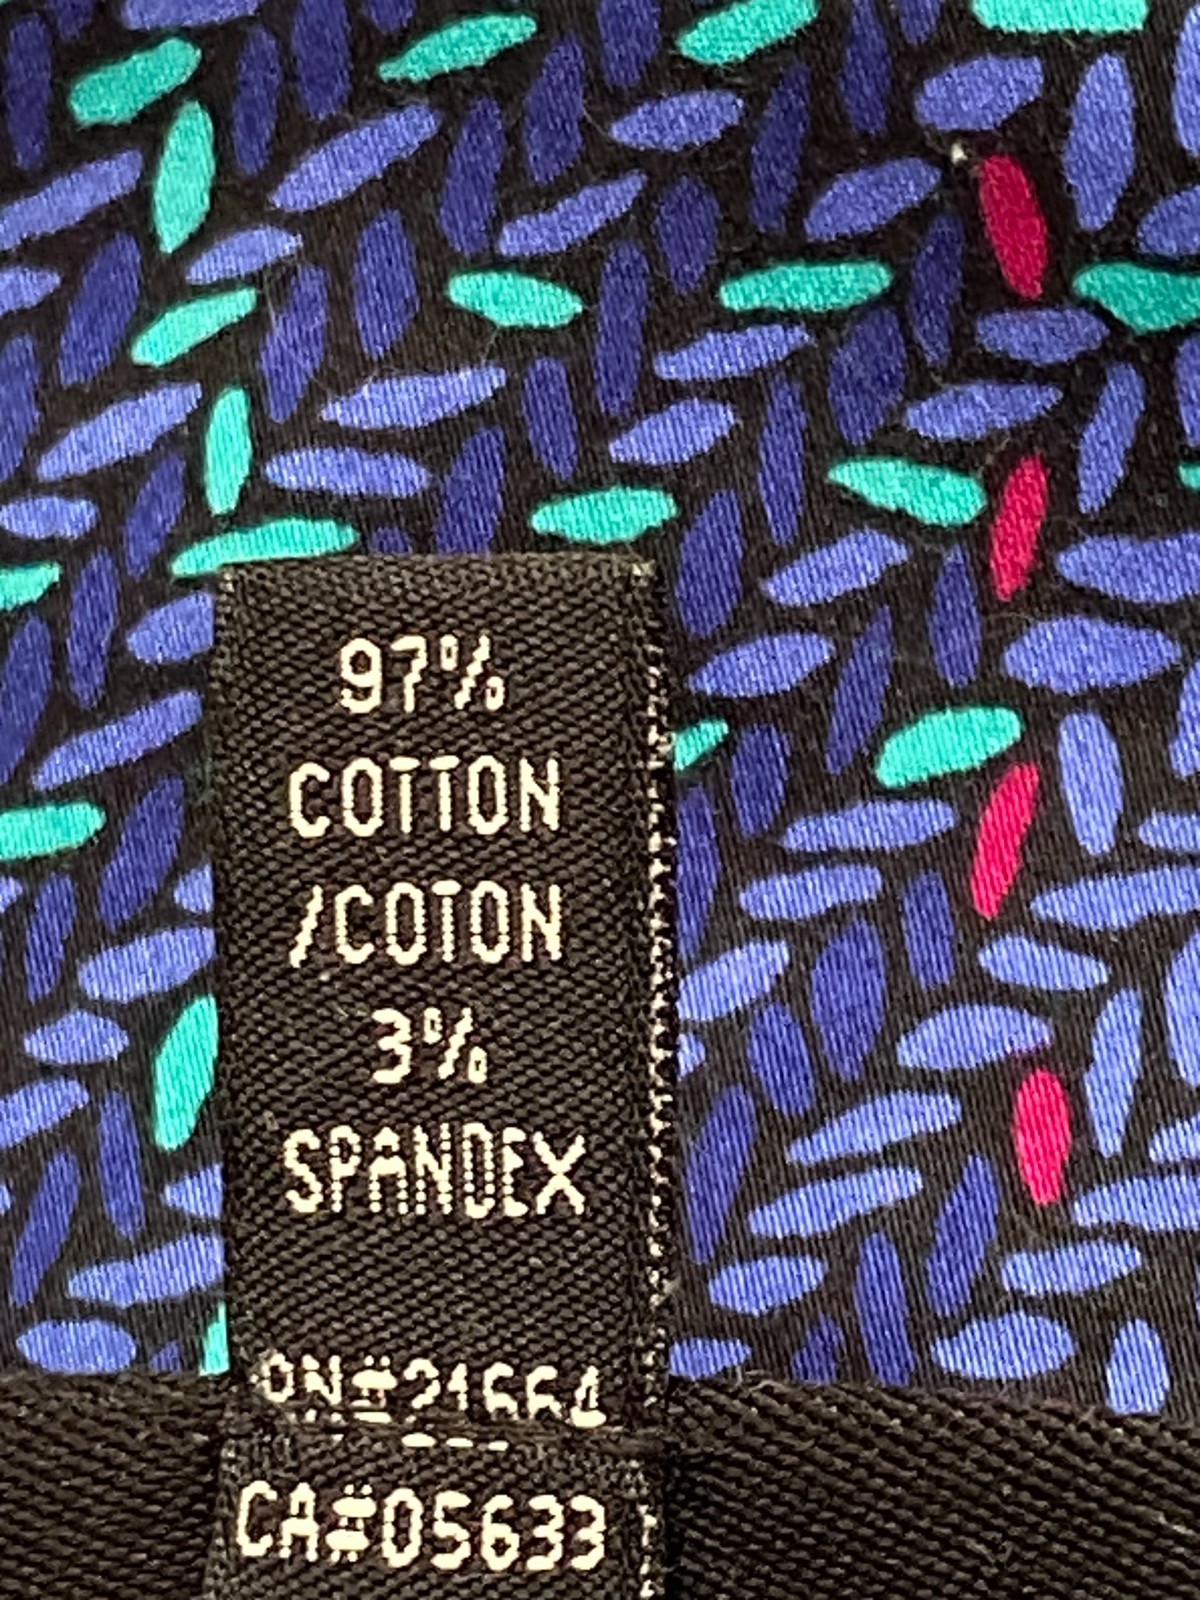 97%
COTTON
/COTON
3%
SPANDEX
CA#05633